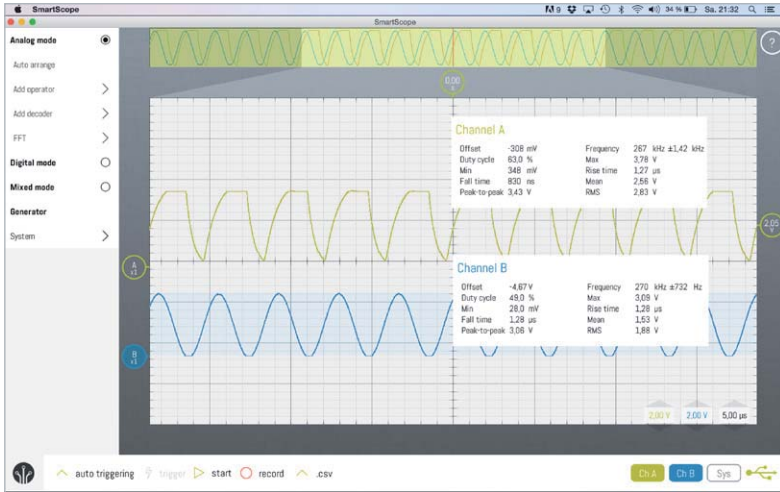 SmartScope
9
34 %
Sa. 21:32
SmartScope
Analog mode
Auto arrange
Add operator
Add decoder
FFT
Digital mode
Mixed mode
Generator
System
?
0,00
s
Channel A
Offset -308 mV Frequency 267 kHz ±1,42 kHz
Duty cycle 63,0 % Max 3,78 V
Min 348 mV Rise time 1,27 µs
Fall time 830 ns Mean 2,56 V
Peak-to-peak 3,43 V RMS 2,83 V
2,05
V
A
x1
Channel B
Offset -4,67 V Frequency 270 kHz ±732 Hz
Duty cycle 49,0 % Max 3,09 V
Min 28,0 mV Rise time 1,28 µs
Fall time 1,28 µs Mean 1,53 V
Peak-to-peak 3,06 V RMS 1,88 V
B
x1
2,00 V 2,00 V 5,00 µs
auto triggering trigger start record .csv
Ch A Ch B Sys